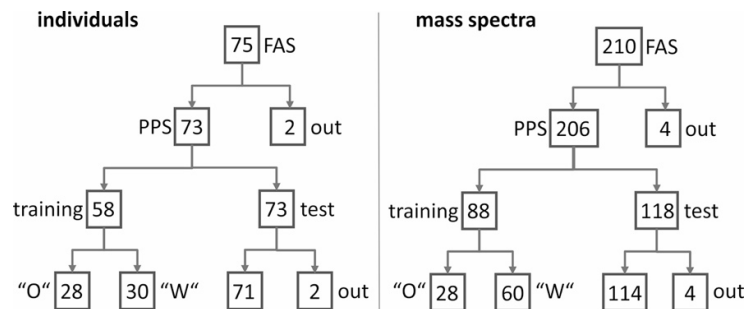 individuals
75 FAS
PPS 73 2 out
training 58 73 test
"O" 28 30 "W" 71 2 out
mass spectra
210 FAS
PPS 206 4 out
training 88 118 test
"O" 28 60 "W" 114 4 out